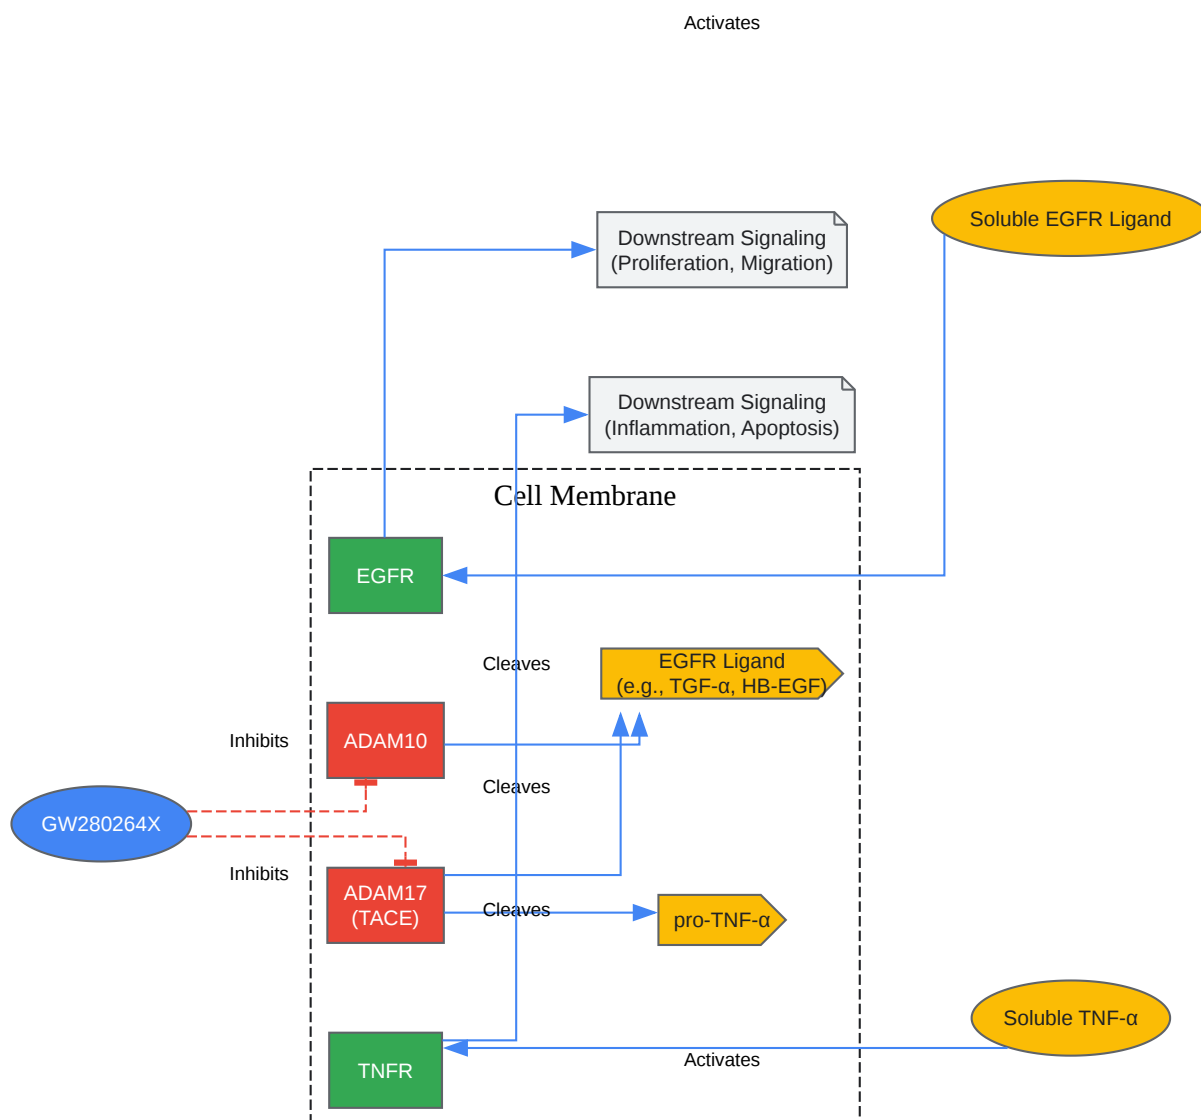 Activates
Soluble EGFR Ligand
Downstream Signaling
(Proliferation, Migration)
Downstream Signaling
(Inflammation, Apoptosis)
Cell Membrane
EGFR
Cleaves
EGFR Ligand
(e.g., TGF-α, HB-EGF)
Inhibits
ADAM10
Cleaves
GW280264X
Inhibits
ADAM17
(TACE)
Cleaves
pro-TNF-α
Soluble TNF-α
TNFR
Activates